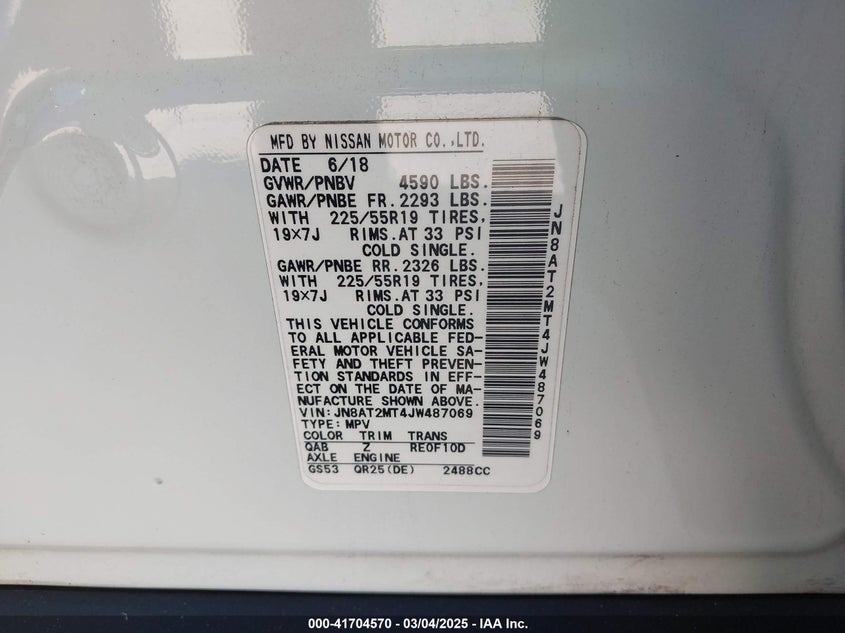 MFD BY NISSAN MOTOR CO.,LTD.
DATE 6/18
GVWR/PNBV 4590 LBS.
GAWR/PNBE FR.2293 LBS.
WITH 225/55R19 TIRES,
19×7J RIMS.AT 33 PSI
COLD SINGLE.
GAWR/PNBE RR.2326 LBS.
WITH 225/55R19 TIRES,
19×7J RIMS.AT 33 PSI
COLD SINGLE.
THIS VEHICLE CONFORMS
TO ALL APPLICABLE FED-
ERAL MOTOR VEHICLE SA-
FETY AND THEFT PREVEN-
TION STANDARDS IN EFF-
ECT ON THE DATE OF MA-
NUFACTURE SHOWN ABOVE.
VIN:JN8AT2MT4JW487069
TYPE:MPV
COLOR TRIM TRANS
QAB Z RE0F10D
AXLE ENGINE
GS53 QR25(DE) 2488CC
JN8AT2MT4JW487069
000-41704570 — 03/04/2025 — IAA Inc.